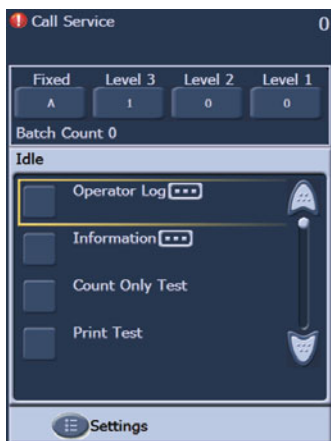 Call Service 0
Fixed Level 3 Level 2 Level 1
A 1 0 0
Batch Count 0
Idle
Operator Log
Information
Count Only Test
Print Test
Settings